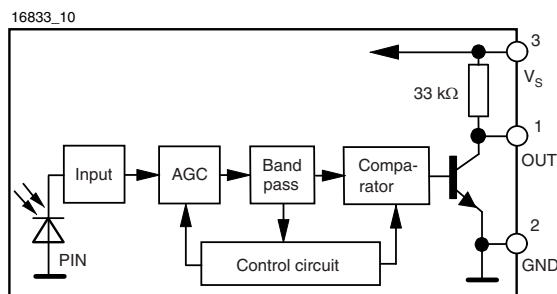 16833_10
3
VS
33 kΩ
1
OUT
Input
AGC
Band
pass
Compa-
rator
2
GND
PIN
Control circuit